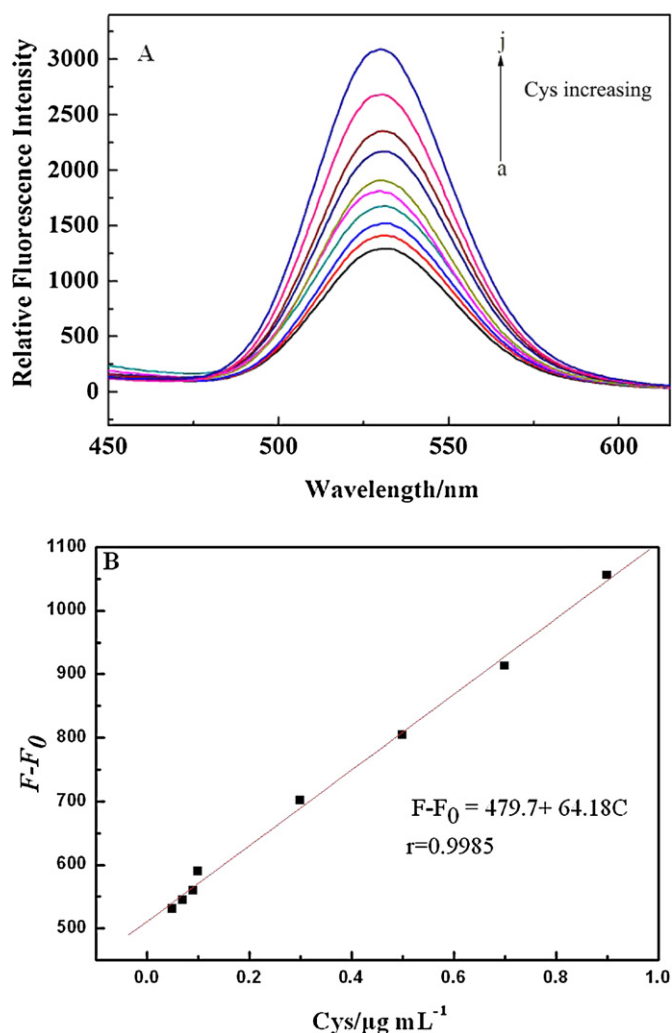 A
j
Cys increasing
a
Relative Fluorescence Intensity
3000
2500
2000
1500
1000
500
0
450
500
550
600
Wavelength/nm
B
F-F0
1100
1000
900
800
700
600
500
F-F0 = 479.7+ 64.18C
r=0.9985
0.0
0.2
0.4
0.6
0.8
1.0
Cys/µg mL-1